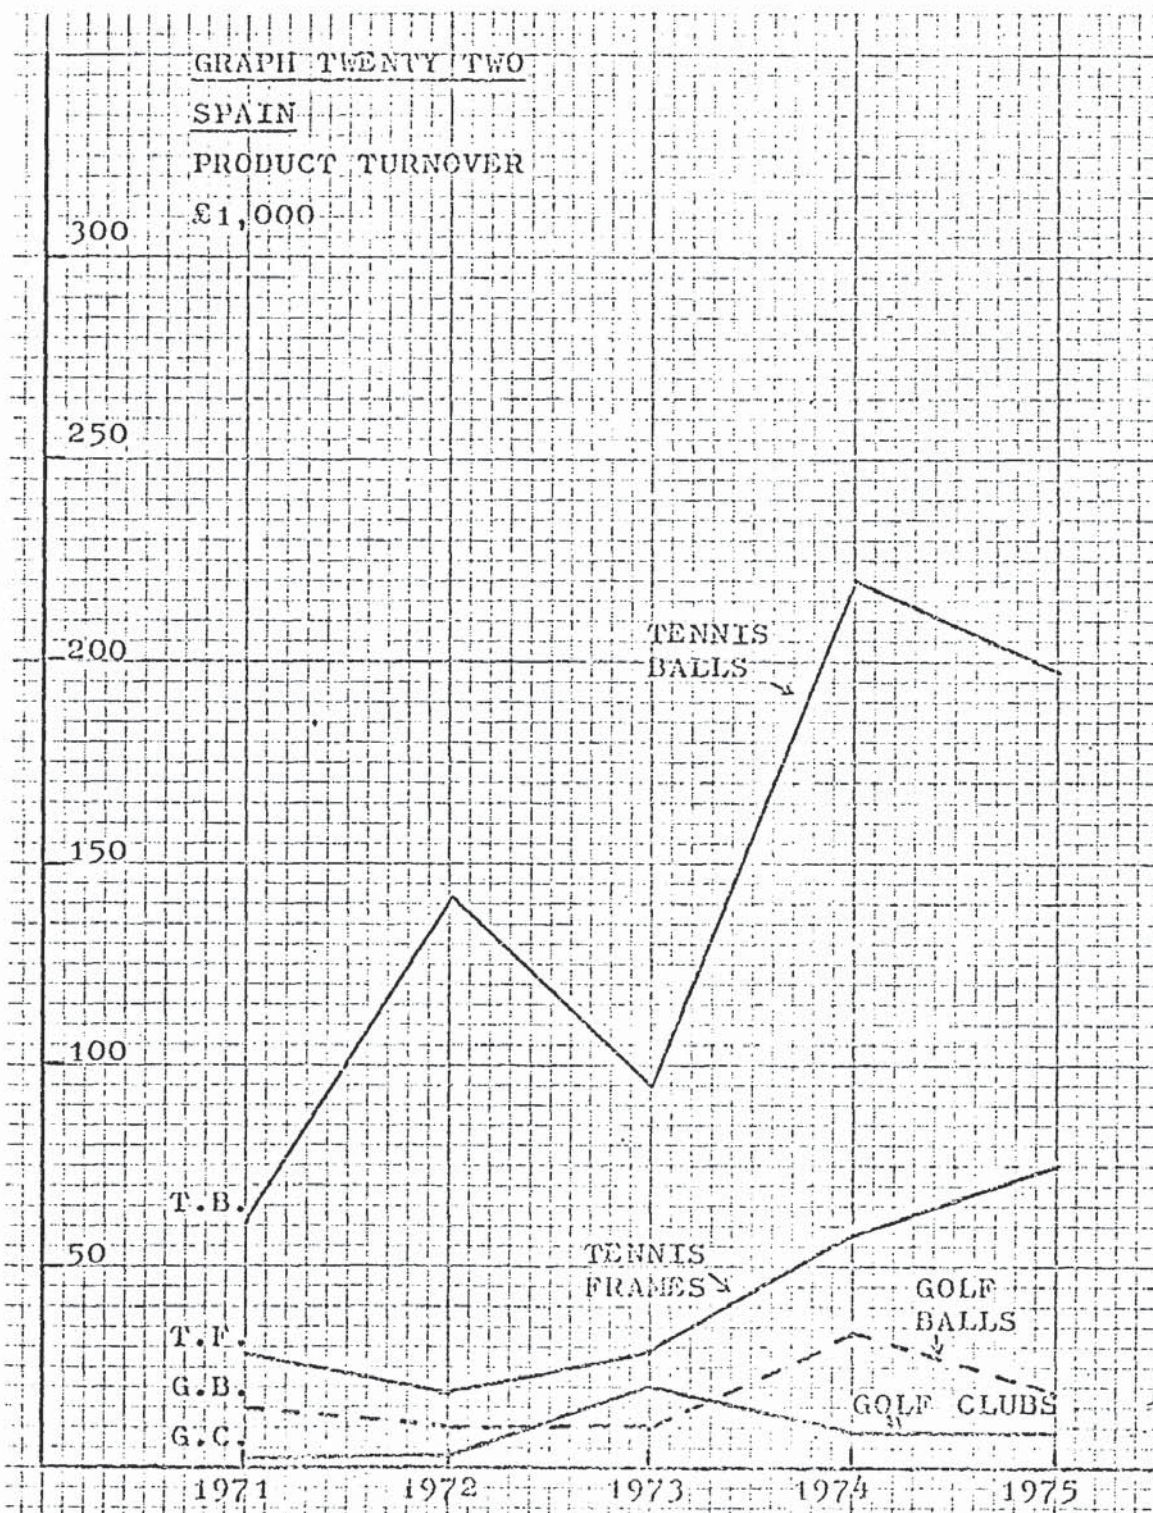 GRAPH TWENTY TWO
SPAIN
PRODUCT TURNOVER
£1,000
300
250
200
150
100
50
TENNIS
BALLS
T.B.
TENNIS
FRAMES
GOLF
BALLS
T.F.
G.B.
GOLF CLUBS
G.C.
1971 1972 1973 1974 1975